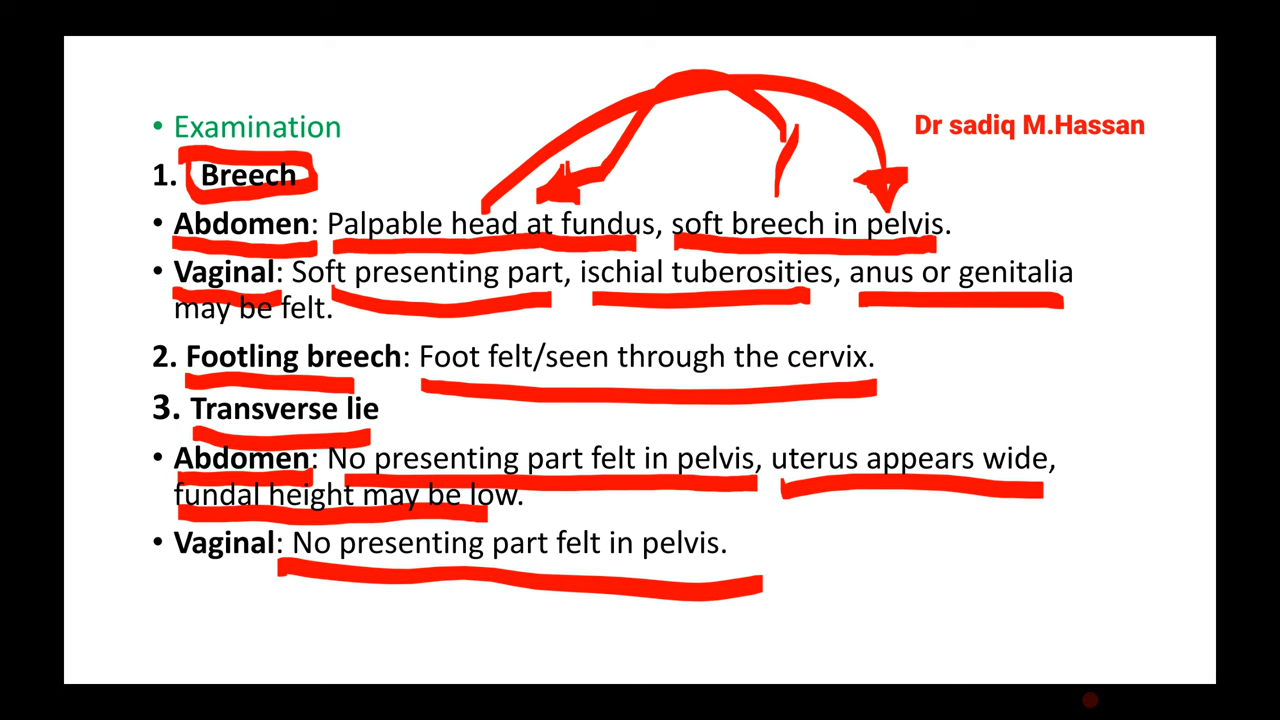 • Examination
Dr sadiq M.Hassan
1. Breech
• Abdomen: Palpable head at fundus, soft breech in pelvis.
• Vaginal: Soft presenting part, ischial tuberosities, anus or genitalia
may be felt.
2. Footling breech: Foot felt/seen through the cervix.
3. Transverse lie
• Abdomen: No presenting part felt in pelvis, uterus appears wide,
fundal height may be low.
• Vaginal: No presenting part felt in pelvis.